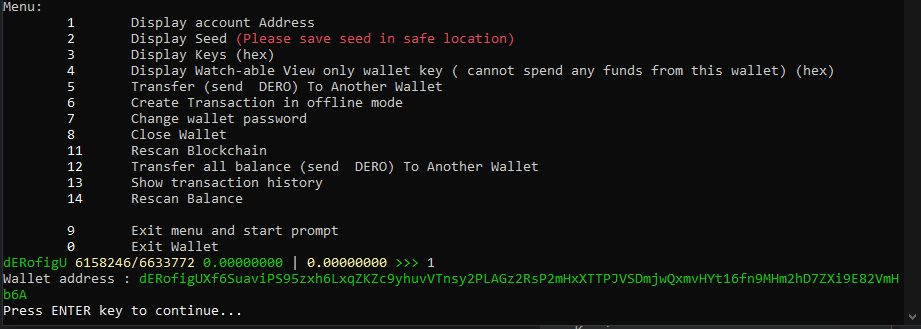 Menu:
1 Display account Address
2 Display Seed (Please save seed in safe location)
3 Display Keys (hex)
4 Display Watch-able View only wallet key ( cannot spend any funds from this wallet) (hex)
5 Transfer (send DERO) To Another Wallet
6 Create Transaction in offline mode
7 Change wallet password
8 Close Wallet
11 Rescan Blockchain
12 Transfer all balance (send DERO) To Another Wallet
13 Show transaction history
14 Rescan Balance
9 Exit menu and start prompt
0 Exit Wallet
dERofigU 6158246/6633772 0.00000000 | 0.00000000 >>> 1
Wallet address : dERofigUXf6SuaviPS95zxh6LxqZKZc9yhuvVTnsy2PLAGz2RsP2mHxXTTPJVSDmjwQxmvHYt16fn9MHm2hD7ZXi9E82VmH
b6A
Press ENTER key to continue...